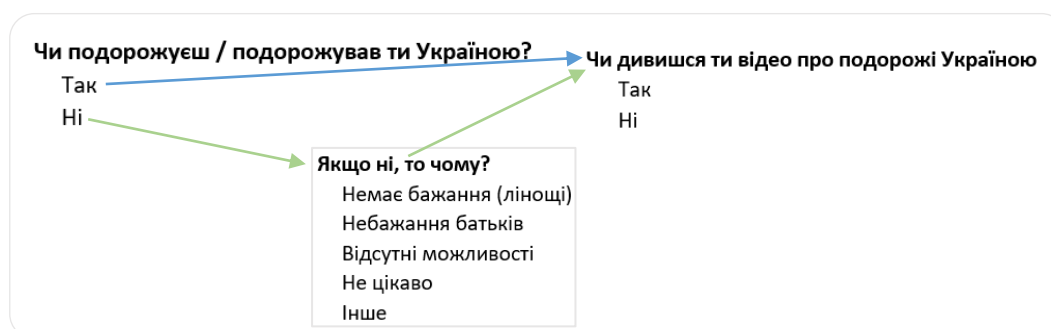 Чи подорожуєш / подорожував ти Україною?
Так
Ні
Якщо ні, то чому?
Немає бажання (лінощі)
Небажання батьків
Відсутні можливості
Не цікаво
Інше
Чи дивишся ти відео про подорожі Україною
Так
Ні